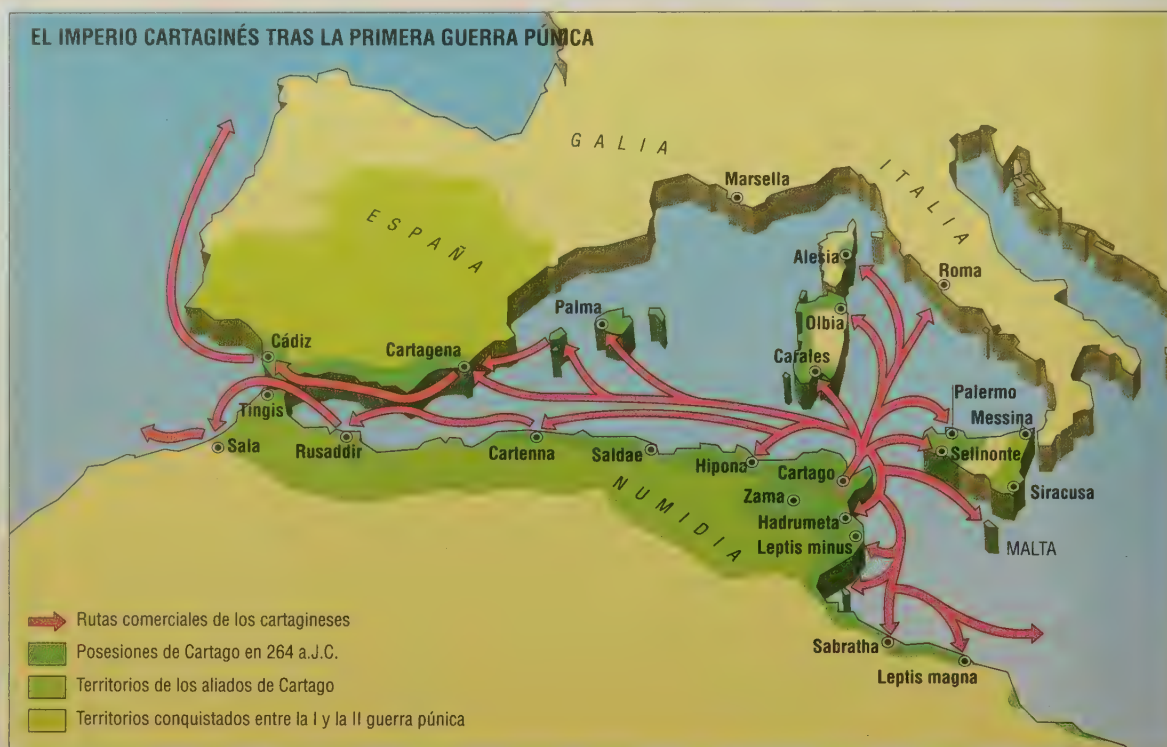 EL IMPERIO CARTAGINÉS TRAS LA PRIMERA GUERRA PÚNICA
GALIA
ITALIA
Marsella
ESPAÑA
Alesia
Roma
Palma
Olbia
Cádiz
Cartagena
Carales
Palermo
Messina
Tingis
Sala
Rusaddir
Cartenna
Saldae
Hipona
Cartago
Selinonte
Siracusa
NUMIDIA
Zama
Hadrumeta
Leptis minus
MALTA
Sabratha
Leptis magna
Rutas comerciales de los cartagineses
Posesiones de Cartago en 264 a.J.C.
Territorios de los aliados de Cartago
Territorios conquistados entre la I y la II guerra púnica